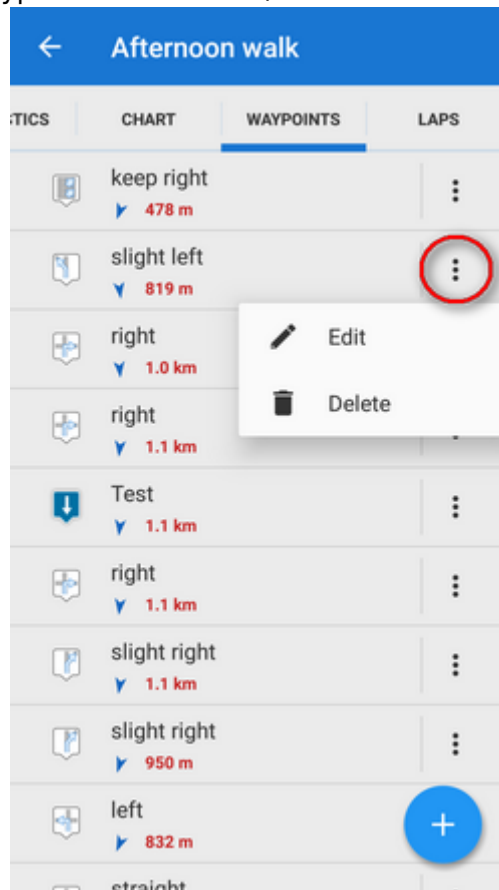 Afternoon walk
CHART WAYPOINTS LAPS
keep right
478 m
slight left
819 m
right
1.0 km
Edit
right
1.1 km
Delete
Test
1.1 km
right
1.1 km
slight right
1.1 km
slight right
950 m
left
832 m
straight